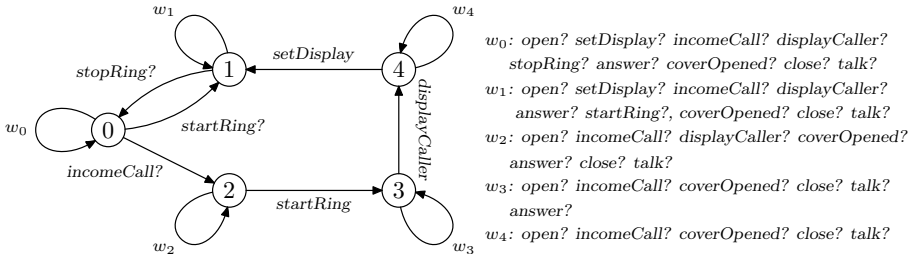 w1
w4
setDisplay
stopRing?
1
4
displayCaller
w0
0
startRing?
incomeCall?
2
startRing
3
w2
w3
w0: open? setDisplay? incomeCall? displayCaller?
stopRing? answer? coverOpened? close? talk?
w1: open? setDisplay? incomeCall? displayCaller?
answer? startRing?, coverOpened? close? talk?
w2: open? incomeCall? displayCaller? coverOpened?
answer? close? talk?
w3: open? incomeCall? coverOpened? close? talk?
answer?
w4: open? incomeCall? coverOpened? close? talk?